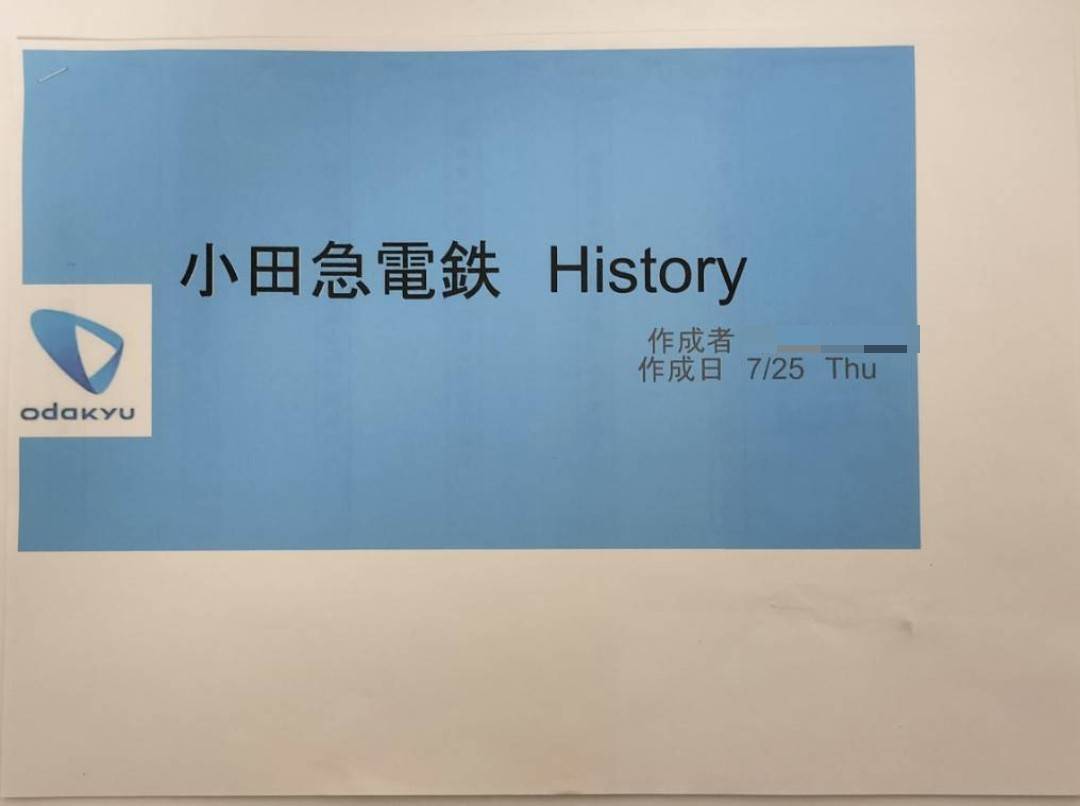 小田急電鉄　History
作成者
作成日　7/25　Thu
odakyu